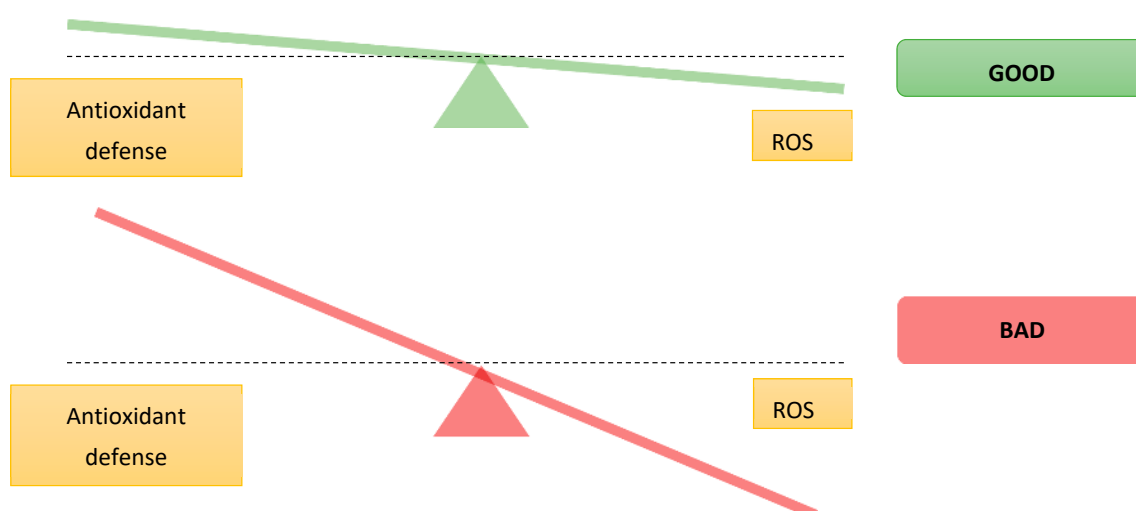 GOOD
Antioxidant
defense
ROS
BAD
Antioxidant
defense
ROS